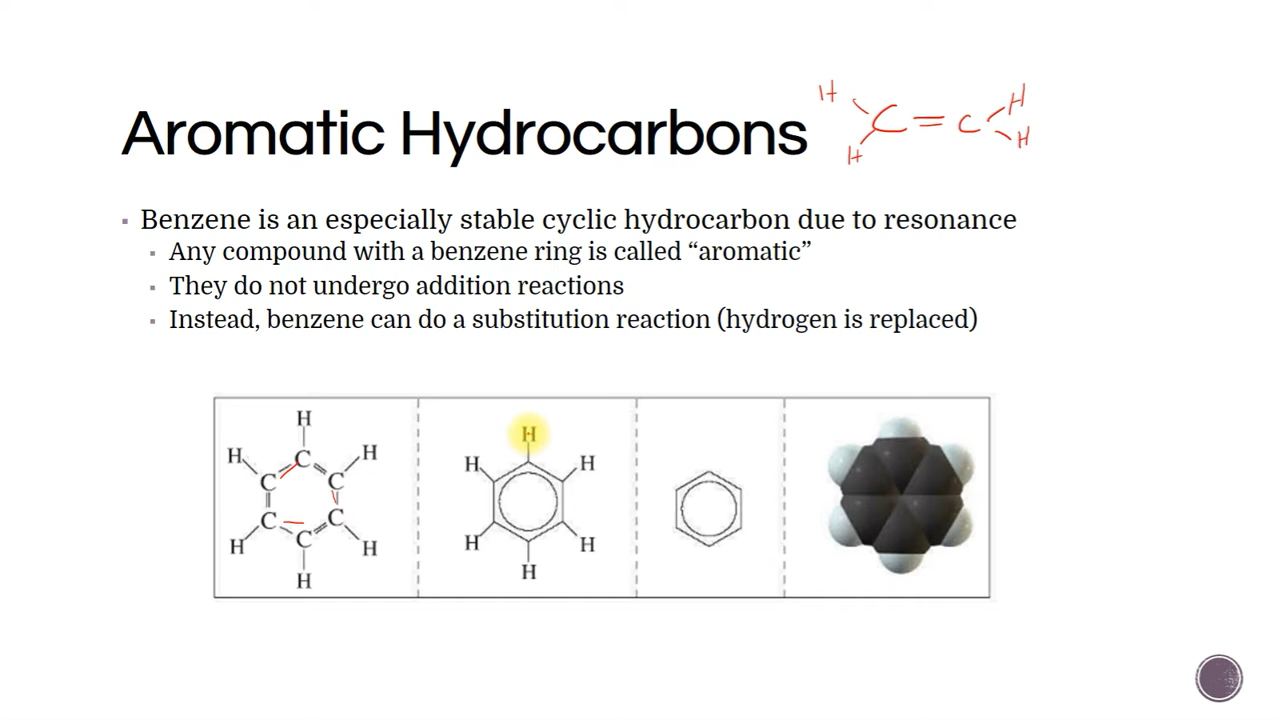 Aromatic Hydrocarbons
H H
C = C
H H
Benzene is an especially stable cyclic hydrocarbon due to resonance
Any compound with a benzene ring is called “aromatic”
They do not undergo addition reactions
Instead, benzene can do a substitution reaction (hydrogen is replaced)
H
H C H
C C
C C
H C H
H
H
H H
H H
H